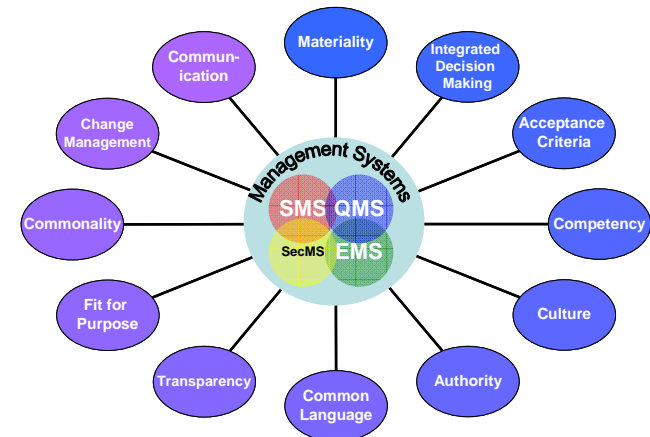 Materiality
Integrated
Decision
Making
Acceptance
Criteria
Competency
Culture
Authority
Common
Language
Transparency
Fit for
Purpose
Commonality
Change
Management
Commun-
ication
Management Systems
SMS QMS
SecMS EMS